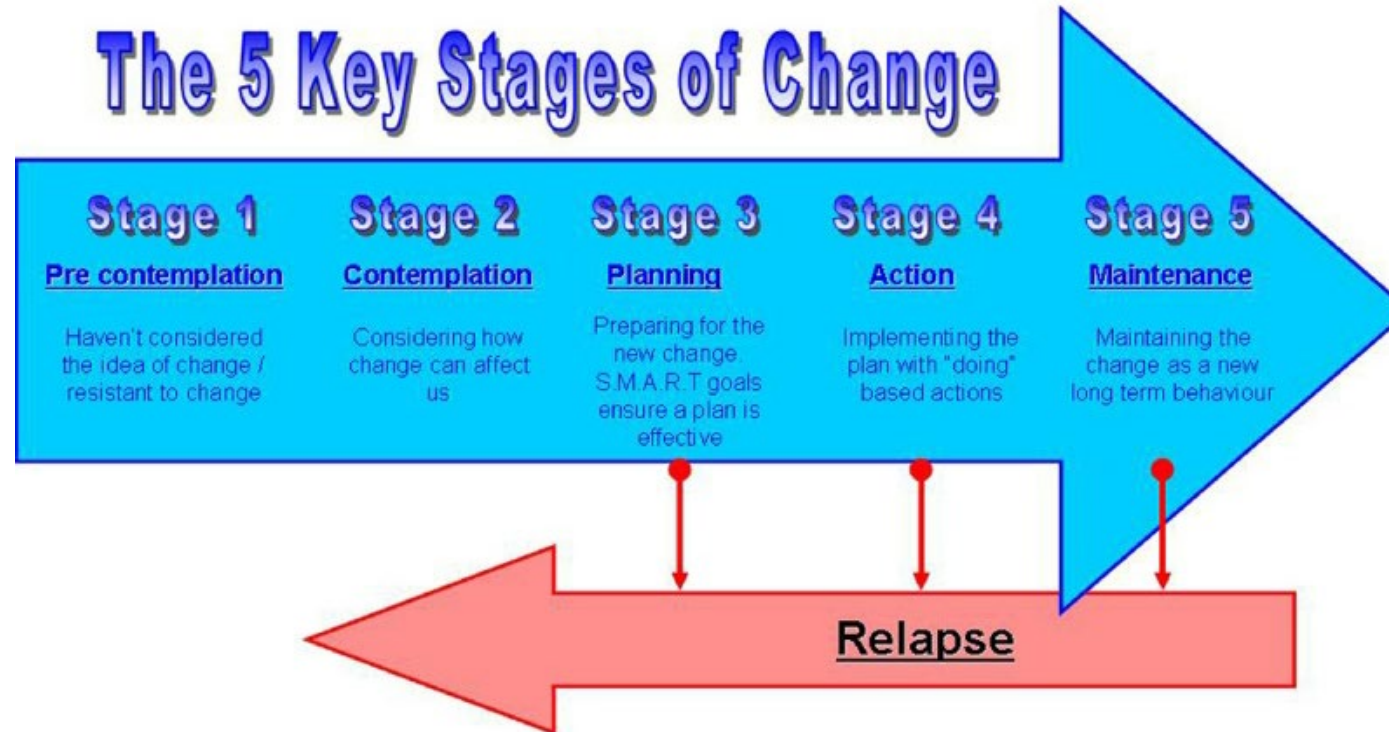 The 5 Key Stages of Change
Stage 1
Pre contemplation
Haven't considered
the idea of change /
resistant to change
Stage 2
Contemplation
Considering how
change can affect
us
Stage 3
Planning
Preparing for the
new change.
S.M.A.R.T goals
ensure a plan is
effective
Stage 4
Action
Implementing the
plan with "doing"
based actions
Stage 5
Maintenance
Maintaining the
change as a new
long term behaviour
Relapse